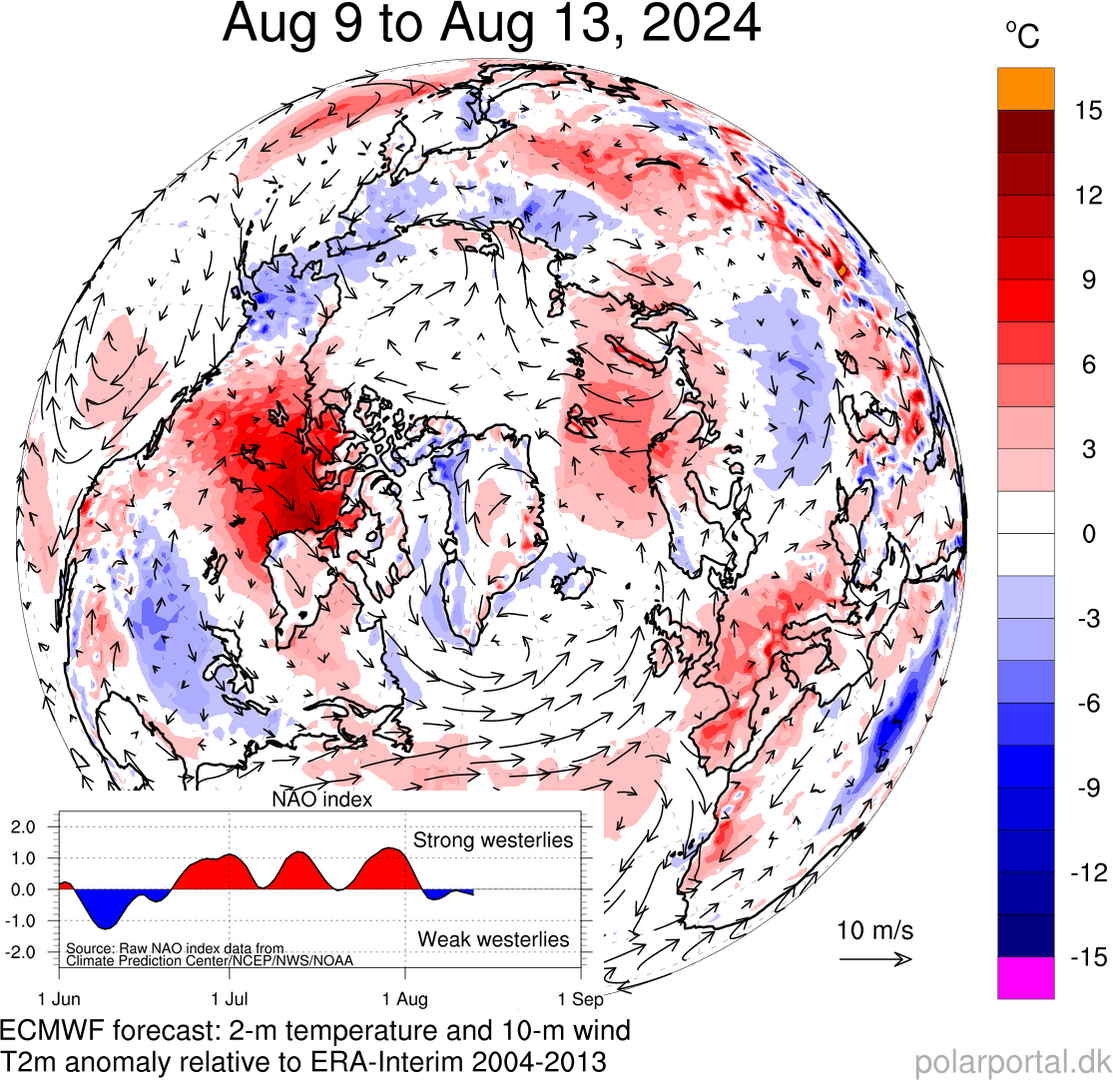 Aug 9 to Aug 13, 2024
°C
15
12
9
6
3
0
-3
-6
-9
-12
-15
10 m/s
NAO index
Strong westerlies
2.0
1.0
0.0
-1.0
-2.0
Weak westerlies
Source: Raw NAO index data from
Climate Prediction Center/NCEP/NWS/NOAA
1 Jun
1 Jul
1 Aug
1 Sep
ECMWF forecast: 2-m temperature and 10-m wind
T2m anomaly relative to ERA-Interim 2004-2013
polarportal.dk